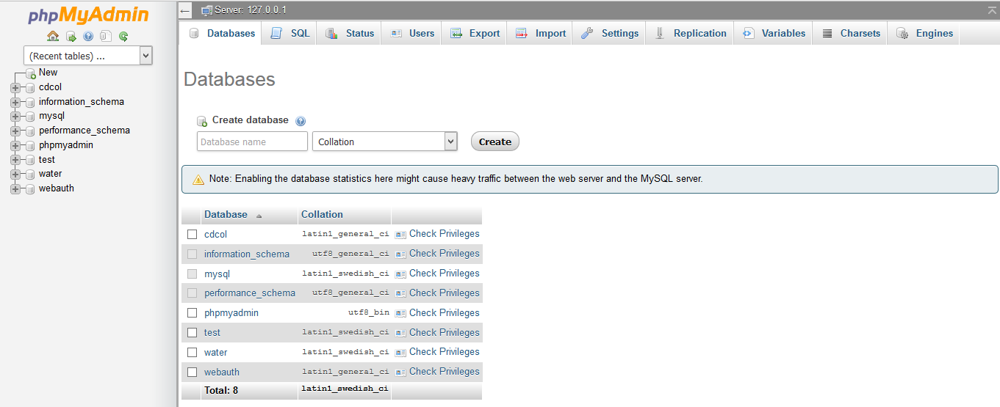 phpMyAdmin
(Recent tables) ...
New
cdcol
information_schema
mysql
performance_schema
phpmyadmin
test
water
webauth
Server: 127.0.0.1
Databases SQL Status Users Export Import Settings Replication Variables Charsets Engines
Databases
Create database
Database name Collation Create
Note: Enabling the database statistics here might cause heavy traffic between the web server and the MySQL server.
Database Collation
cdcol latin1_general_ci Check Privileges
information_schema utf8_general_ci Check Privileges
mysql latin1_swedish_ci Check Privileges
performance_schema utf8_general_ci Check Privileges
phpmyadmin utf8_bin Check Privileges
test latin1_swedish_ci Check Privileges
water latin1_swedish_ci Check Privileges
webauth latin1_general_ci Check Privileges
Total: 8 latin1_swedish_ci